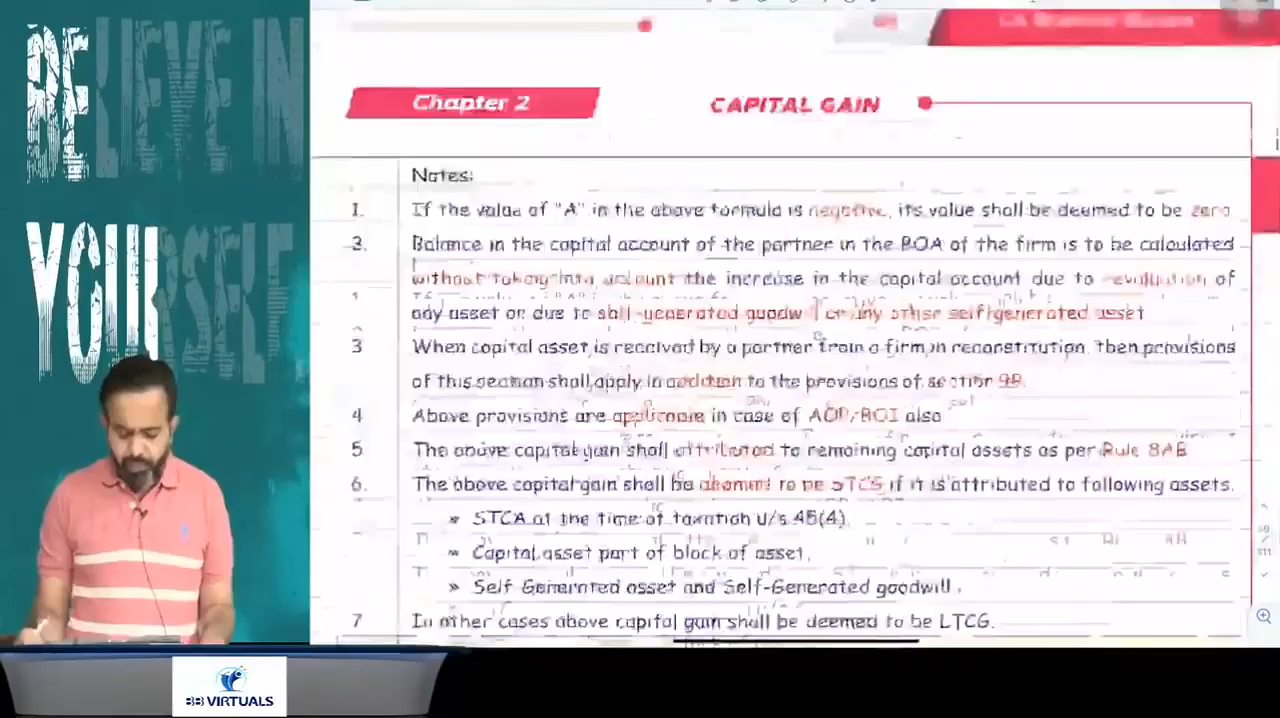 BELIEVE IN
YOURSELF
Chapter 2
CAPITAL GAIN
Notes:
1. If the value of "A" in the above formula is negative, its value shall be deemed to be zero
Balance in the capital account of the partner in the BOA of the firm is to be calculated
without taking into account the increase in the capital account due to revaluation of
any asset or due to self-generated goodwill or any other self generated asset
3 When capital asset is received by a partner from a firm in reconstitution then provisions
of this section shall apply in addition to the provisions of section
4 Above provisions are applicable in case of AOP/BOI also
5 The above capital gain shall attributed to remaining capital assets as per Rule 8AB
6. The above capital gain shall be deemed to be STCG if it is attributed to following assets.
» STCA at the time of taxation U/s 45(4)
» Capital asset part of block of asset.
» Self Generated asset and Self-Generated goodwill.
7 In other cases above capital gain shall be deemed to be LTCG.
BB VIRTUALS